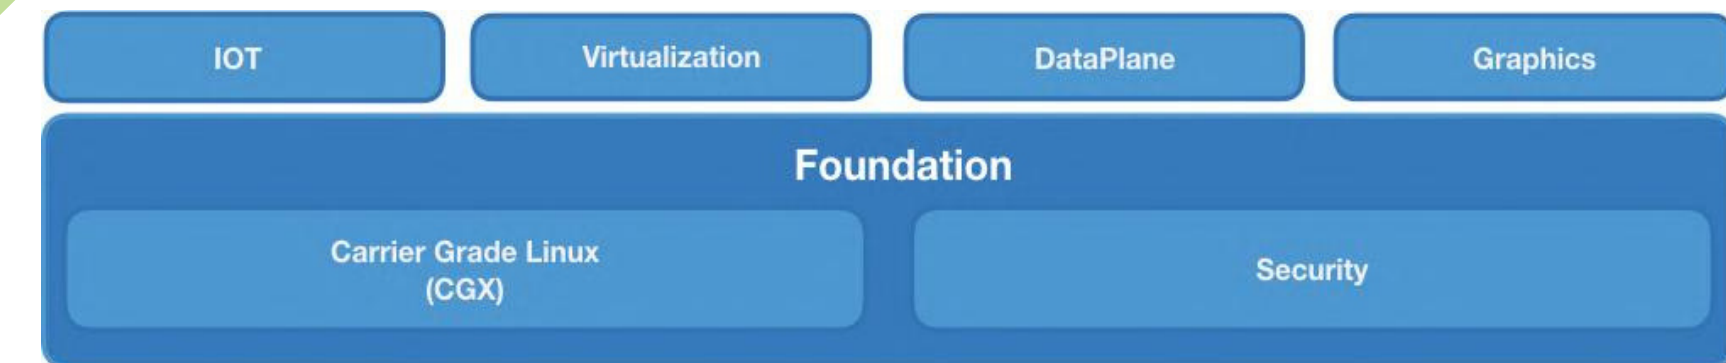 IOT
Virtualization
DataPlane
Graphics
Foundation
Carrier Grade Linux
(CGX)
Security